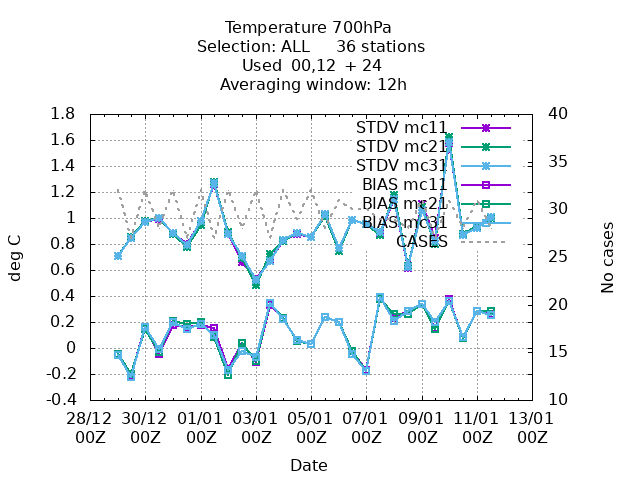 Temperature 700hPa
Selection: ALL 36 stations
Used 00,12 + 24
Averaging window: 12h
1.8
1.6
1.4
1.2
1
0.8
0.6
0.4
0.2
0
-0.2
-0.4
deg C
STDV mc11
STDV mc21
STDV mc31
BIAS mc11
BIAS mc21
BIAS mc31
CASES
40
35
30
25
20
15
10
No cases
28/12 30/12 01/01 03/01 05/01 07/01 09/01 11/01 13/01
00Z 00Z 00Z 00Z 00Z 00Z 00Z 00Z 00Z
Date